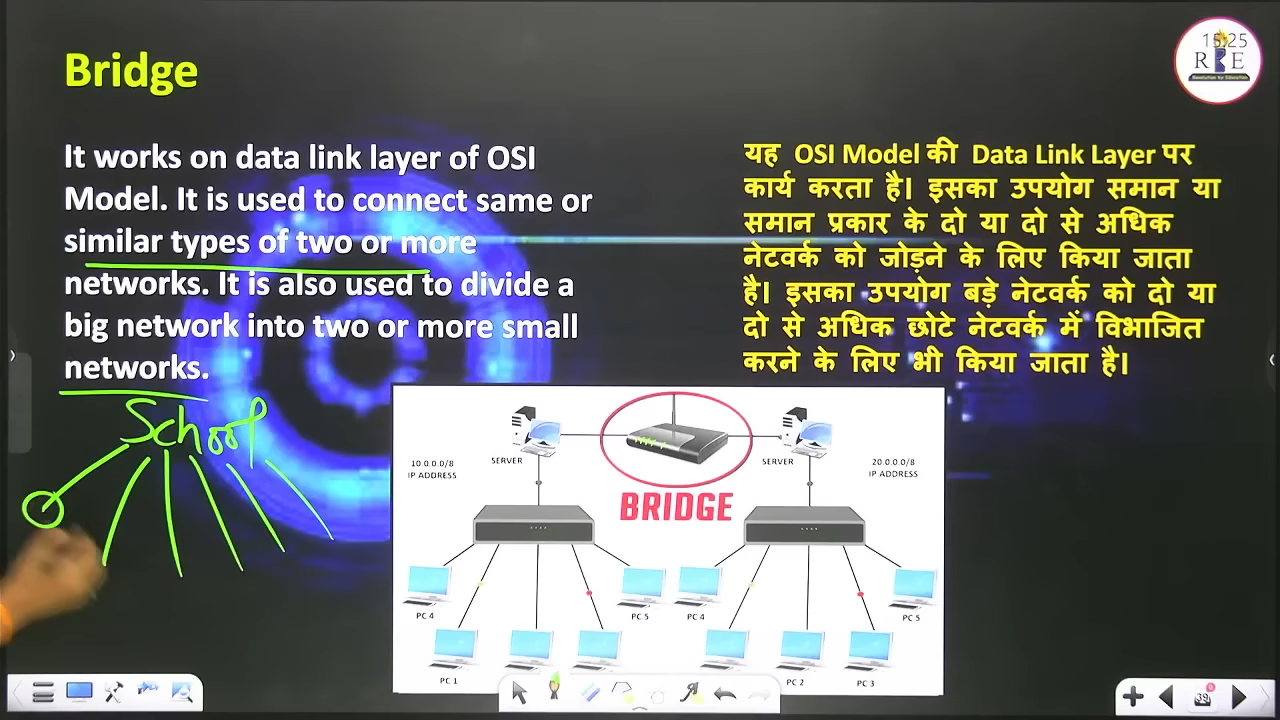 Bridge
15:25
R E
Revolution by Education
It works on data link layer of OSI
Model. It is used to connect same or
similar types of two or more
networks. It is also used to divide a
big network into two or more small
networks.
यह OSI Model की Data Link Layer पर
कार्य करता है। इसका उपयोग समान या
समान प्रकार के दो या दो से अधिक
नेटवर्क को जोड़ने के लिए किया जाता
है। इसका उपयोग बड़े नेटवर्क को दो या
दो से अधिक छोटे नेटवर्क में विभाजित
करने के लिए भी किया जाता है।
School
10.0.0.0/8
IP ADDRESS
SERVER
BRIDGE
SERVER
20.0.0.0/8
IP ADDRESS
PC 4
PC 5
PC 4
PC 5
PC 1
PC 2
PC 3
39